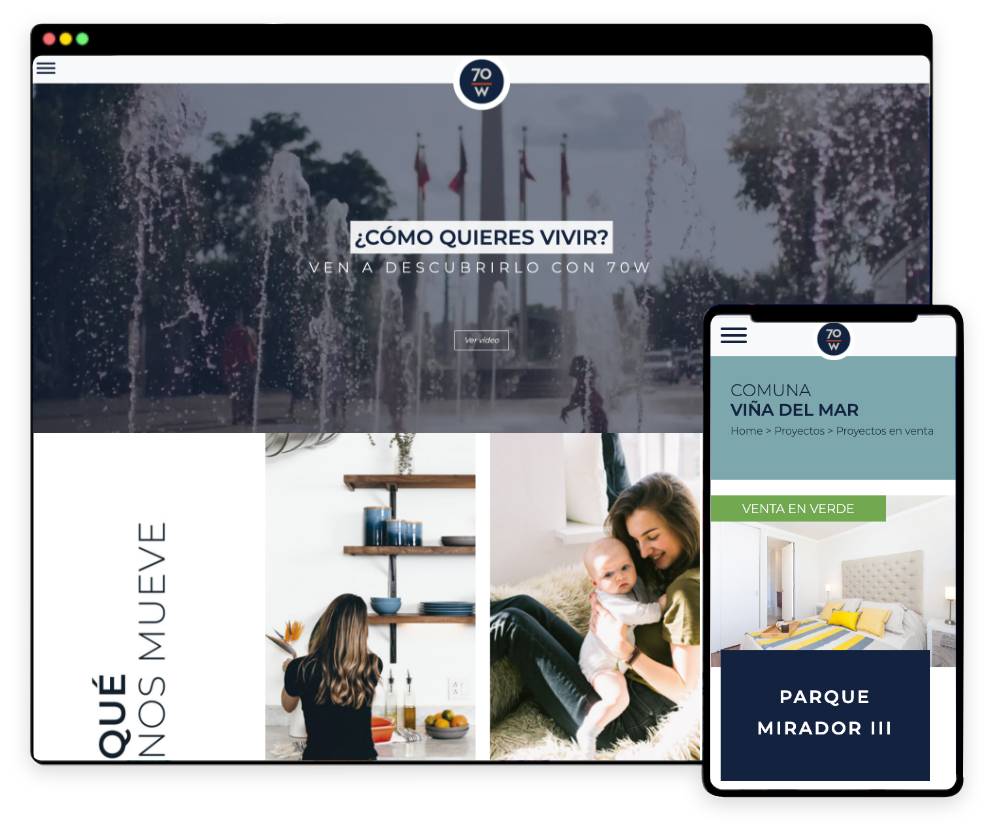 70
W
¿CÓMO QUIERES VIVIR?
VEN A DESCUBRIRLO CON 70W
Ver video
QUÉ
NOS MUEVE
70
W
COMUNA
VIÑA DEL MAR
Home > Proyectos > Proyectos en venta
VENTA EN VERDE
PARQUE
MIRADOR III